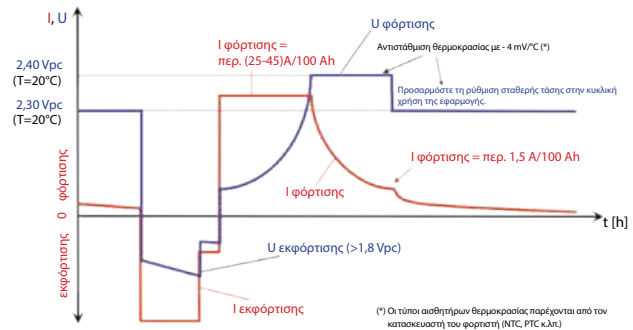 I, U
U φόρτισης
I φόρτισης =
περ. (25-45)A/100 Ah
Αντιστάθμιση θερμοκρασίας με - 4 mV/°C (*)
2,40 Vpc
(T=20°C)
Προσαρμόστε τη ρύθμιση σταθερής τάσης στην κυκλική
χρήση της εφαρμογής.
2,30 Vpc
(T=20°C)
I φόρτισης = περ. 1,5 A/100 Ah
I φόρτισης
εκφόρτισης 0 φόρτισης
t [h]
U εκφόρτισης (>1,8 Vpc)
I εκφόρτισης
(*) Οι τύποι αισθητήρων θερμοκρασίας παρέχονται από τον
κατασκευαστή του φορτιστή (NTC, PTC κ.λπ.)